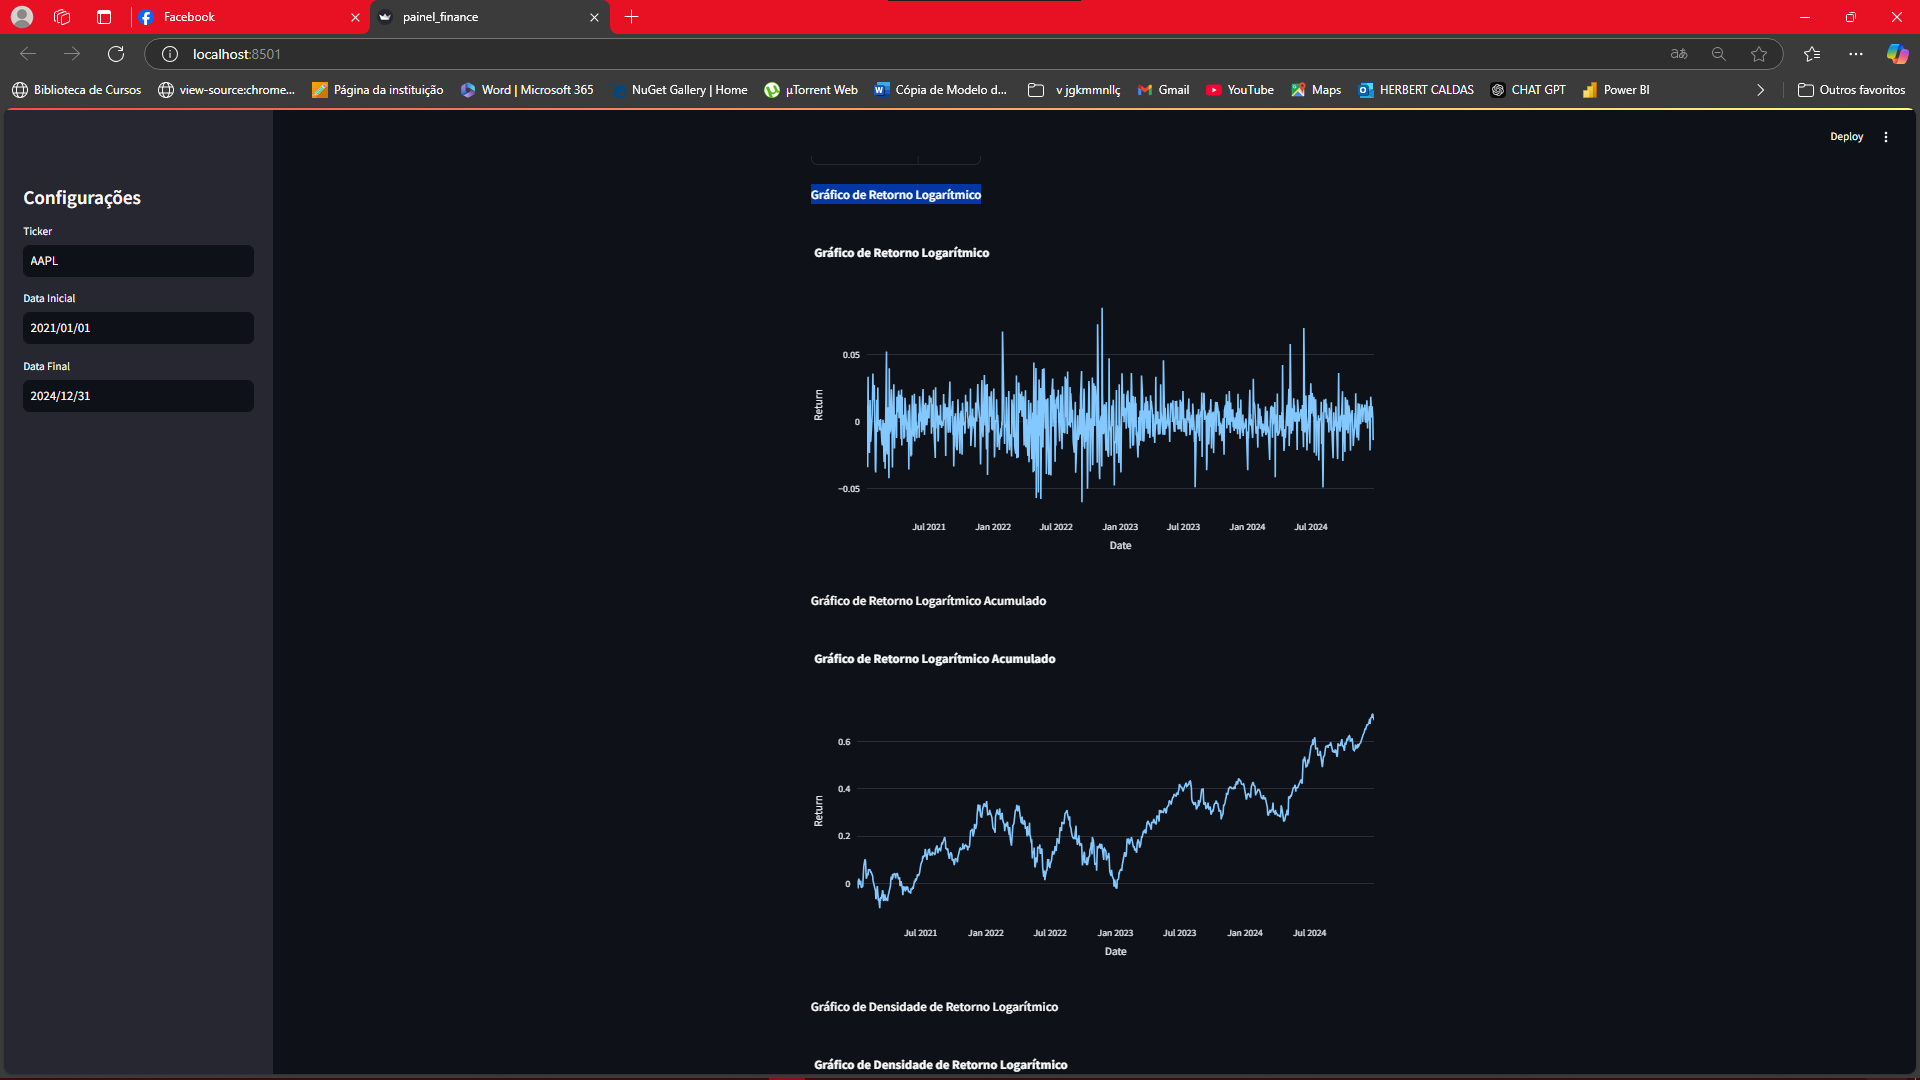 Facebook
painel_finance
localhost:8501
Biblioteca de Cursos
view-source:chrome...
Página da instituição
Word | Microsoft 365
NuGet Gallery | Home
µTorrent Web
Cópia de Modelo d...
v jgkmmnllç
Gmail
YouTube
Maps
HERBERT CALDAS
CHAT GPT
Power BI
Outros favoritos
Deploy
Configurações
Ticker
AAPL
Data Inicial
2021/01/01
Data Final
2024/12/31
Gráfico de Retorno Logarítmico
Gráfico de Retorno Logarítmico
0.05
0
−0.05
Return
Jul 2021 Jan 2022 Jul 2022 Jan 2023 Jul 2023 Jan 2024 Jul 2024
Date
Gráfico de Retorno Logarítmico Acumulado
Gráfico de Retorno Logarítmico Acumulado
0.6
0.4
0.2
0
Return
Jul 2021 Jan 2022 Jul 2022 Jan 2023 Jul 2023 Jan 2024 Jul 2024
Date
Gráfico de Densidade de Retorno Logarítmico
Gráfico de Densidade de Retorno Logarítmico